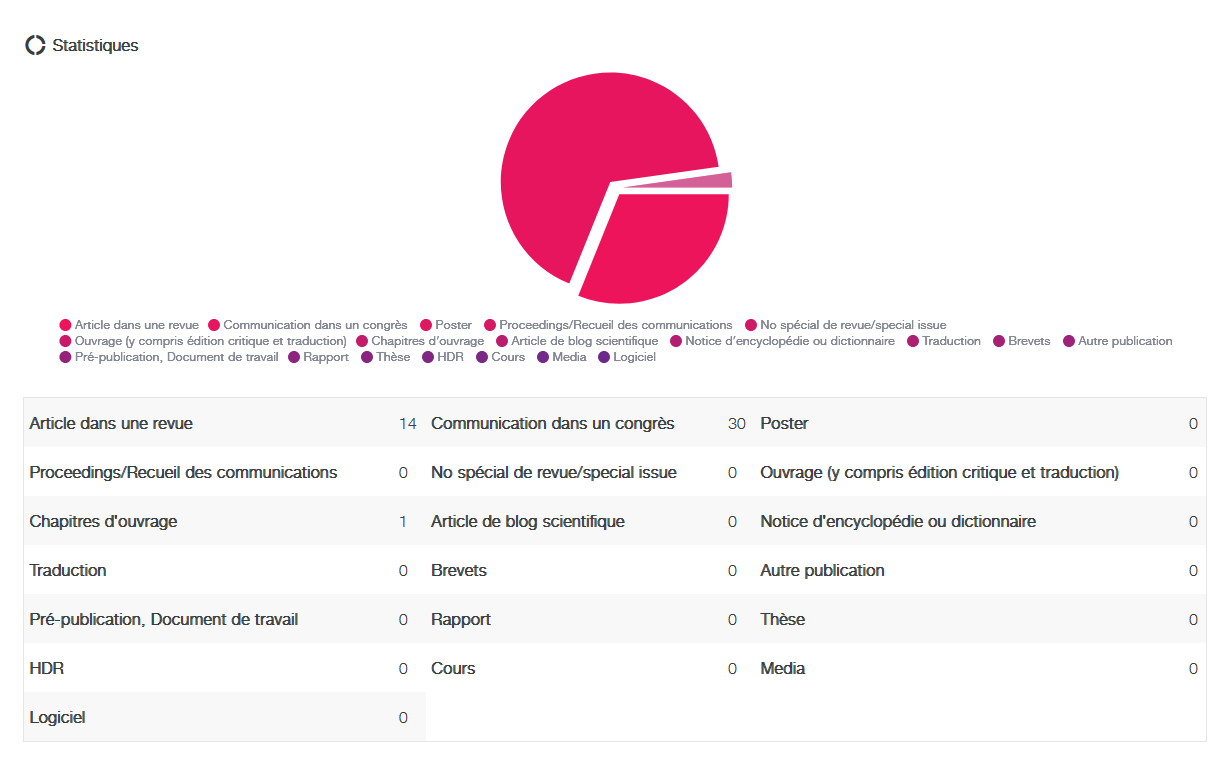 Statistiques
Article dans une revue Communication dans un congrès Poster Proceedings/Recueil des communications No spécial de revue/special issue
Ouvrage (y compris édition critique et traduction) Chapitres d'ouvrage Article de blog scientifique Notice d'encyclopédie ou dictionnaire Traduction Brevets Autre publication
Pré-publication, Document de travail Rapport Thèse HDR Cours Media Logiciel
Article dans une revue 14 Communication dans un congrès 30 Poster 0
Proceedings/Recueil des communications 0 No spécial de revue/special issue 0 Ouvrage (y compris édition critique et traduction) 0
Chapitres d'ouvrage 1 Article de blog scientifique 0 Notice d'encyclopédie ou dictionnaire 0
Traduction 0 Brevets 0 Autre publication 0
Pré-publication, Document de travail 0 Rapport 0 Thèse 0
HDR 0 Cours 0 Media 0
Logiciel 0